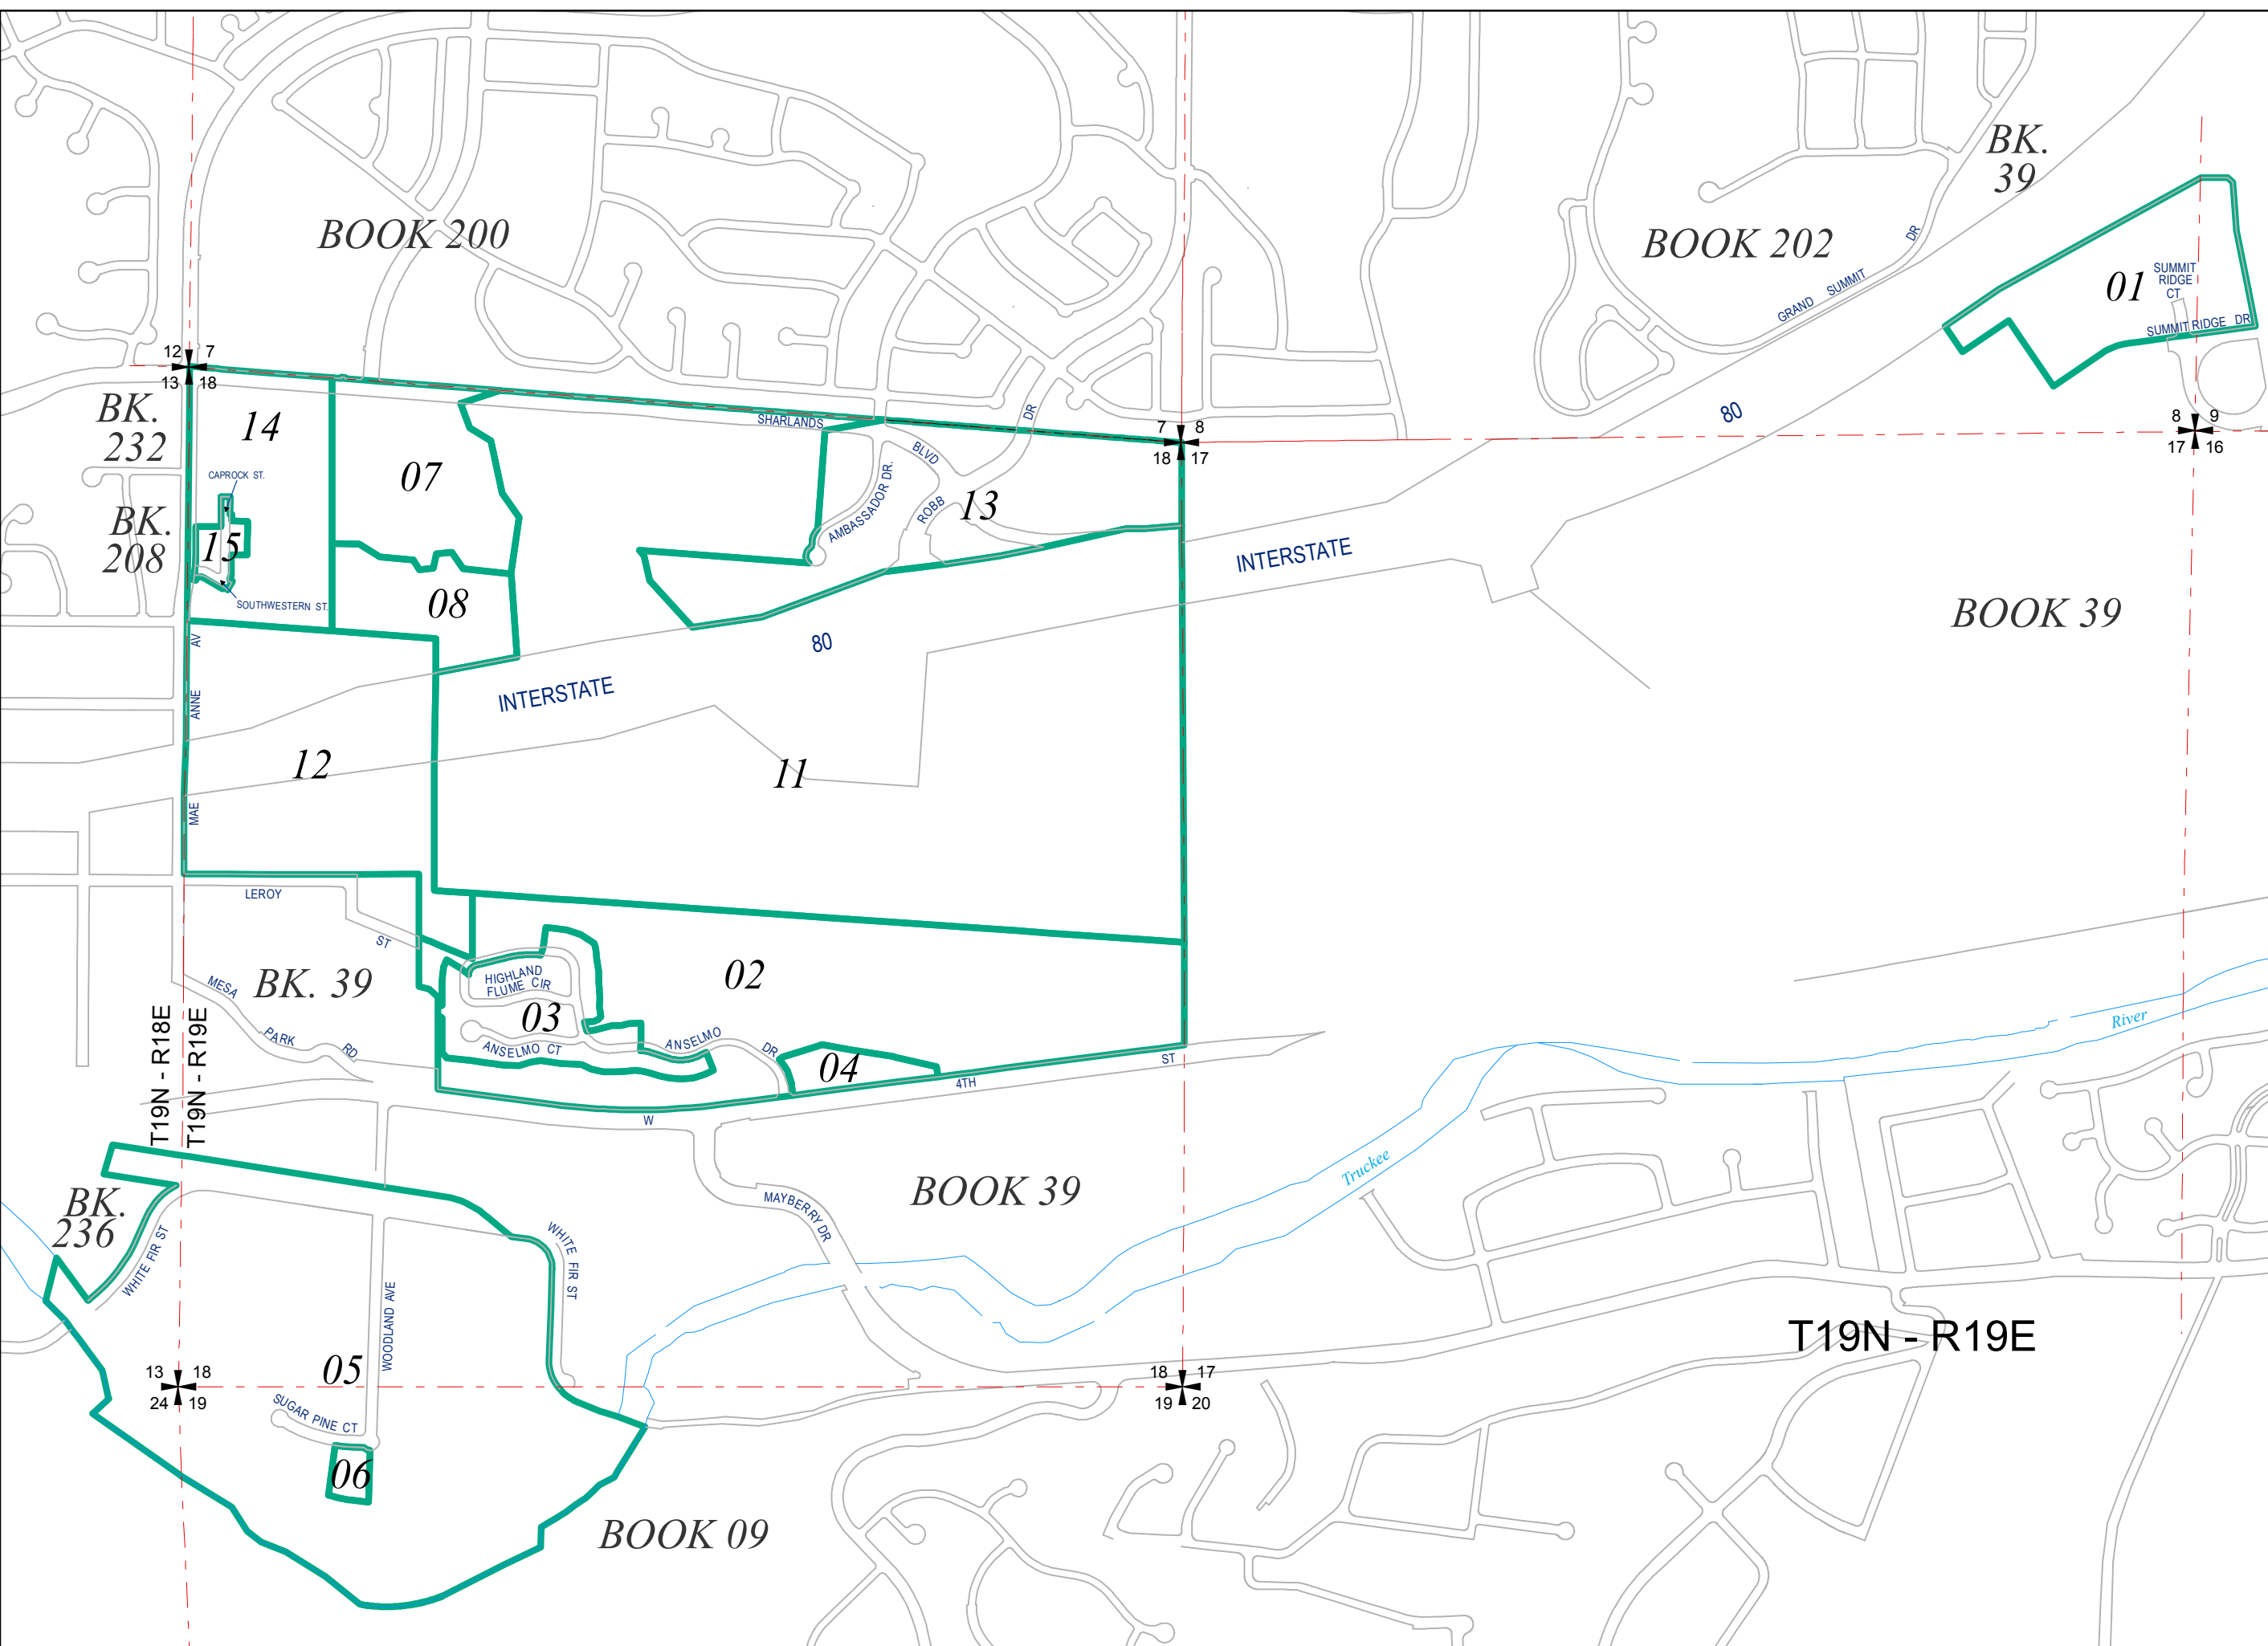 BK.
39
BOOK 200
BOOK 202
DR
GRAND SUMMIT
01
SUMMIT
RIDGE
CT
SUMMIT RIDGE DR
12 7
13 18
BK.
232
14
SHARLANDS
DR
7 8
18 17
80
8 9
17 16
CAPROCK ST.
07
BLVD
AMBASSADOR DR.
ROBB
13
BK.
208
15
INTERSTATE
SOUTHWESTERN ST.
08
BOOK 39
AV
80
ANNE
INTERSTATE
12
11
MAE
LEROY
ST
BK. 39
MESA
PARK
RD
HIGHLAND
FLUME CIR
02
03
ANSELMO CT
ANSELMO
DR
04
ST
4TH
W
T19N - R18E
T19N - R19E
River
Truckee
BK.
236
WHITE FIR ST
WHITE FIR ST
MAYBERRY DR
BOOK 39
WOODLAND AVE
T19N - R19E
05
13 18
24 19
18 17
19 20
SUGAR PINE CT
06
BOOK 09